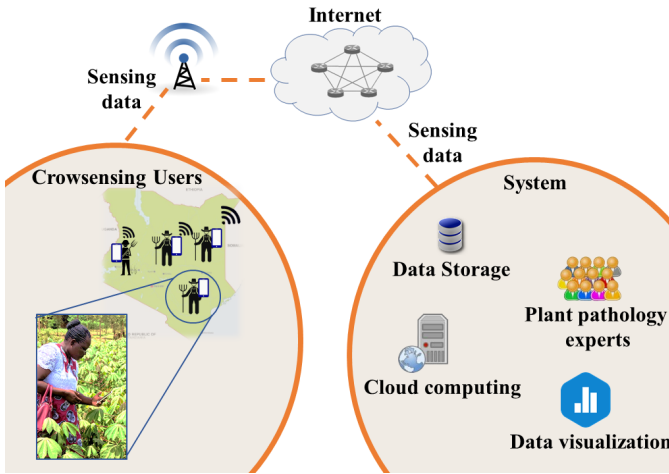 Internet
Sensing
data
Sensing
data
Crowsensing Users
System
Data Storage
Plant pathology
experts
Cloud computing
Data visualization